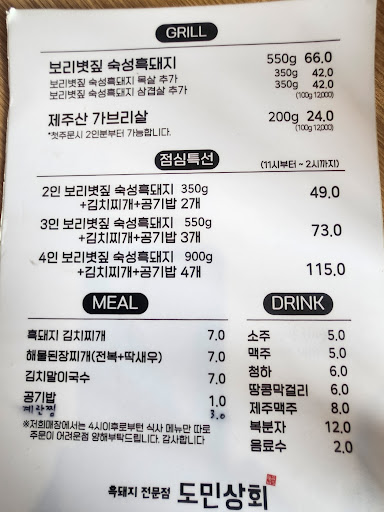 GRILL
보리볏짚 숙성흑돼지 550g 66.0
보리볏짚 숙성흑돼지 목살 추가 350g 42.0
보리볏짚 숙성흑돼지 삼겹살 추가 350g 42.0
(100g 12,000)
제주산 가브리살 200g 24.0
*첫주문시 2인분부터 가능합니다. (100g 12,000)
점심특선 (11시부터 ~ 2시까지)
2인 보리볏짚 숙성흑돼지 350g
+김치찌개+공기밥 2개 49.0
3인 보리볏짚 숙성흑돼지 550g
+김치찌개+공기밥 3개 73.0
4인 보리볏짚 숙성흑돼지 900g
+김치찌개+공기밥 4개 115.0
MEAL
흑돼지 김치찌개 7.0
해물된장찌개(전복+딱새우) 7.0
김치말이국수 7.0
공기밥 1.0
계란찜 3.0
※저희매장에서는 4시이후로부턴 식사 메뉴만 따로
주문이 어려운점 양해부탁드립니다. 감사합니다
DRINK
소주 5.0
맥주 5.0
청하 6.0
땅콩막걸리 6.0
제주맥주 8.0
복분자 12.0
음료수 2.0
흑돼지 전문점 도민상회